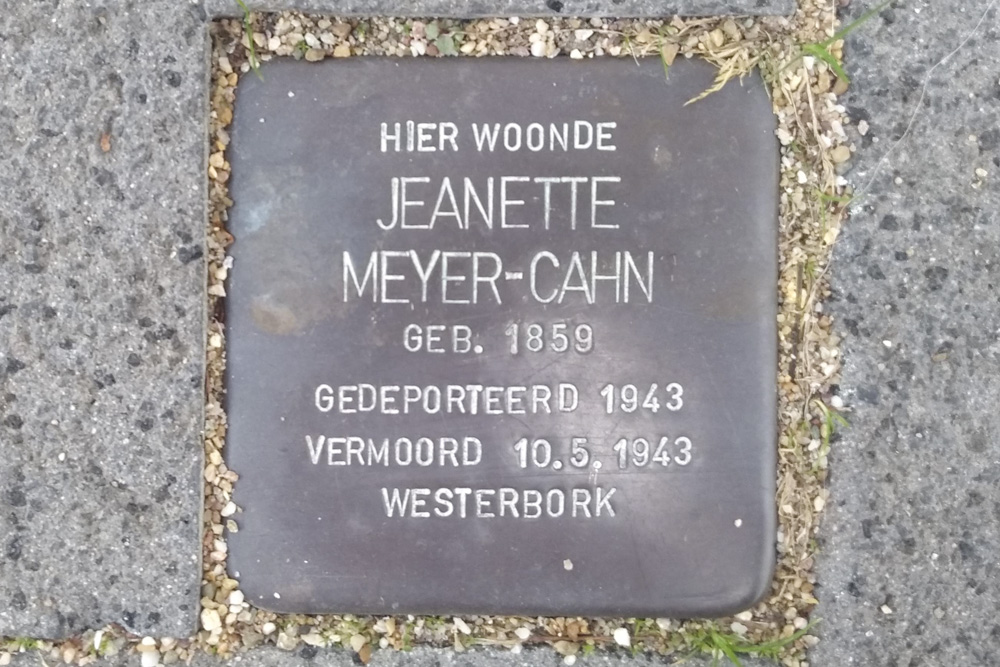 HIER WOONDE
JEANETTE
MEYER-CAHN
GEB. 1859
GEDEPORTEERD 1943
VERMOORD 10.5.1943
WESTERBORK